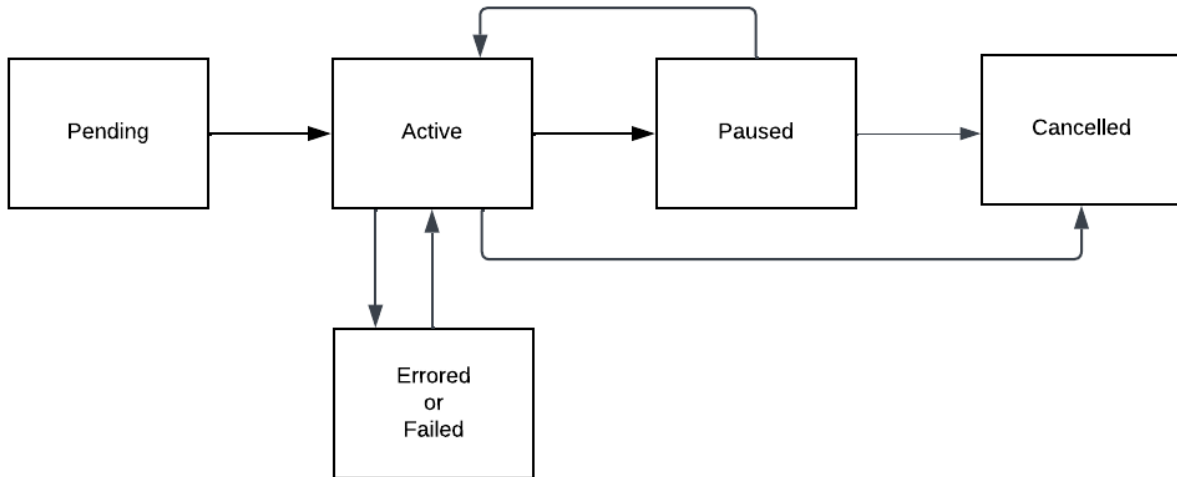 Pending
Active
Paused
Cancelled
Errored
or
Failed